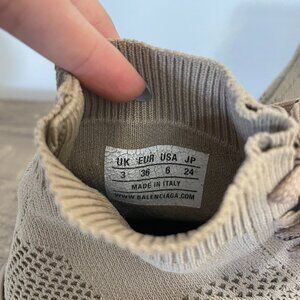 UK EUR USA JP
3 36 6 24
MADE IN ITALY
WWW.BALENCIAGA.COM